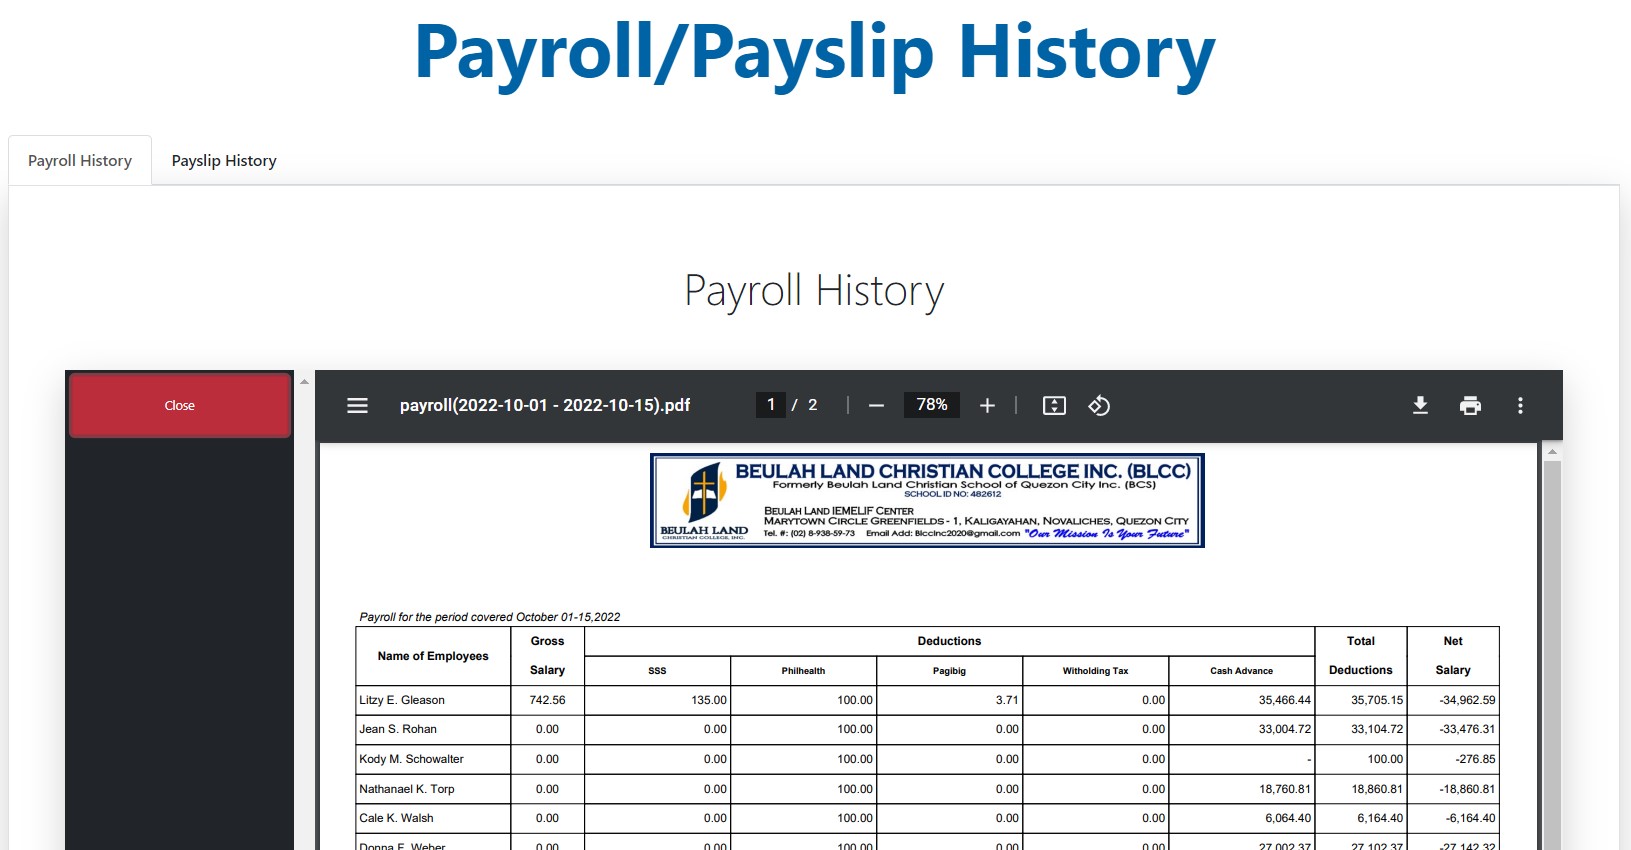 Payroll/Payslip History
Payroll History
Payslip History
Payroll History
Close
payroll(2022-10-01 - 2022-10-15).pdf
1 / 2
78%
BEULAH LAND CHRISTIAN COLLEGE INC. (BLCC)
Formerly Beulah Land Christian School of Quezon City Inc. (BCS)
SCHOOL ID NO: 482612
BEULAH LAND IEMELIF CENTER
MARYTOWN CIRCLE GREENFIELDS - 1, KALIGAYAHAN, NOVALICHES, QUEZON CITY
Tel. #: (02) 8-938-59-73 Email Add: Blccinc2020@gmail.com "Our Mission Is Your Future"
BEULAH LAND
CHRISTIAN COLLEGE, INC.
Payroll for the period covered October 01-15,2022
Name of Employees Gross Salary Deductions Total Deductions Net Salary
SSS Philhealth Pagibig Witholding Tax Cash Advance
Litzy E. Gleason 742.56 135.00 100.00 3.71 0.00 35,466.44 35,705.15 -34,962.59
Jean S. Rohan 0.00 0.00 100.00 0.00 0.00 33,004.72 33,104.72 -33,476.31
Kody M. Schowalter 0.00 0.00 100.00 0.00 0.00 - 100.00 -276.85
Nathanael K. Torp 0.00 0.00 100.00 0.00 0.00 18,760.81 18,860.81 -18,860.81
Cale K. Walsh 0.00 0.00 100.00 0.00 0.00 6,064.40 6,164.40 -6,164.40
Donna F. Weber 0.00 0.00 100.00 0.00 0.00 27,002.37 27,102.37 -27,142.32